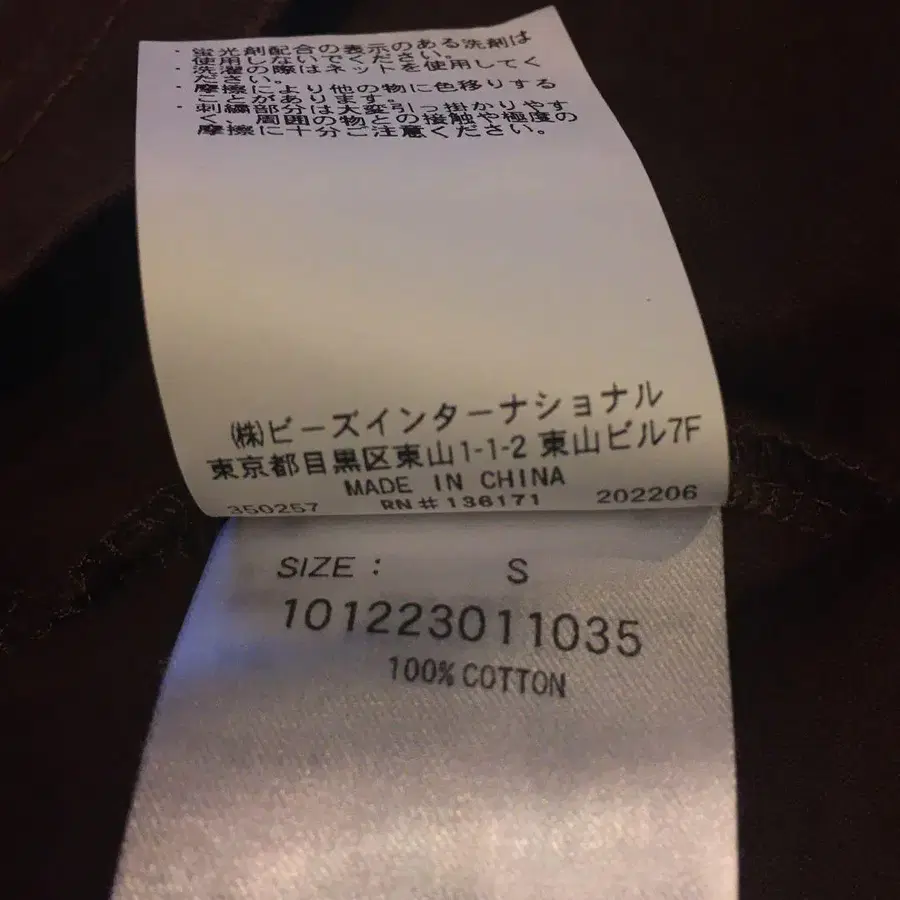 ・蛍光剤配合の表示のある洗剤は
使用しないでください。
・洗濯の際はネットを使用してく
ださい。
・摩擦により他の物に色移りする
ことがあります。
・刺繍部分は大変引っ掛かりやす
く、周囲の物との接触や極度の
摩擦に十分ご注意ください。
㈱ビーズインターナショナル
東京都目黒区東山1-1-2 東山ビル7F
MADE IN CHINA
350257 RN#136171 202206
SIZE : S
101223011035
100% COTTON